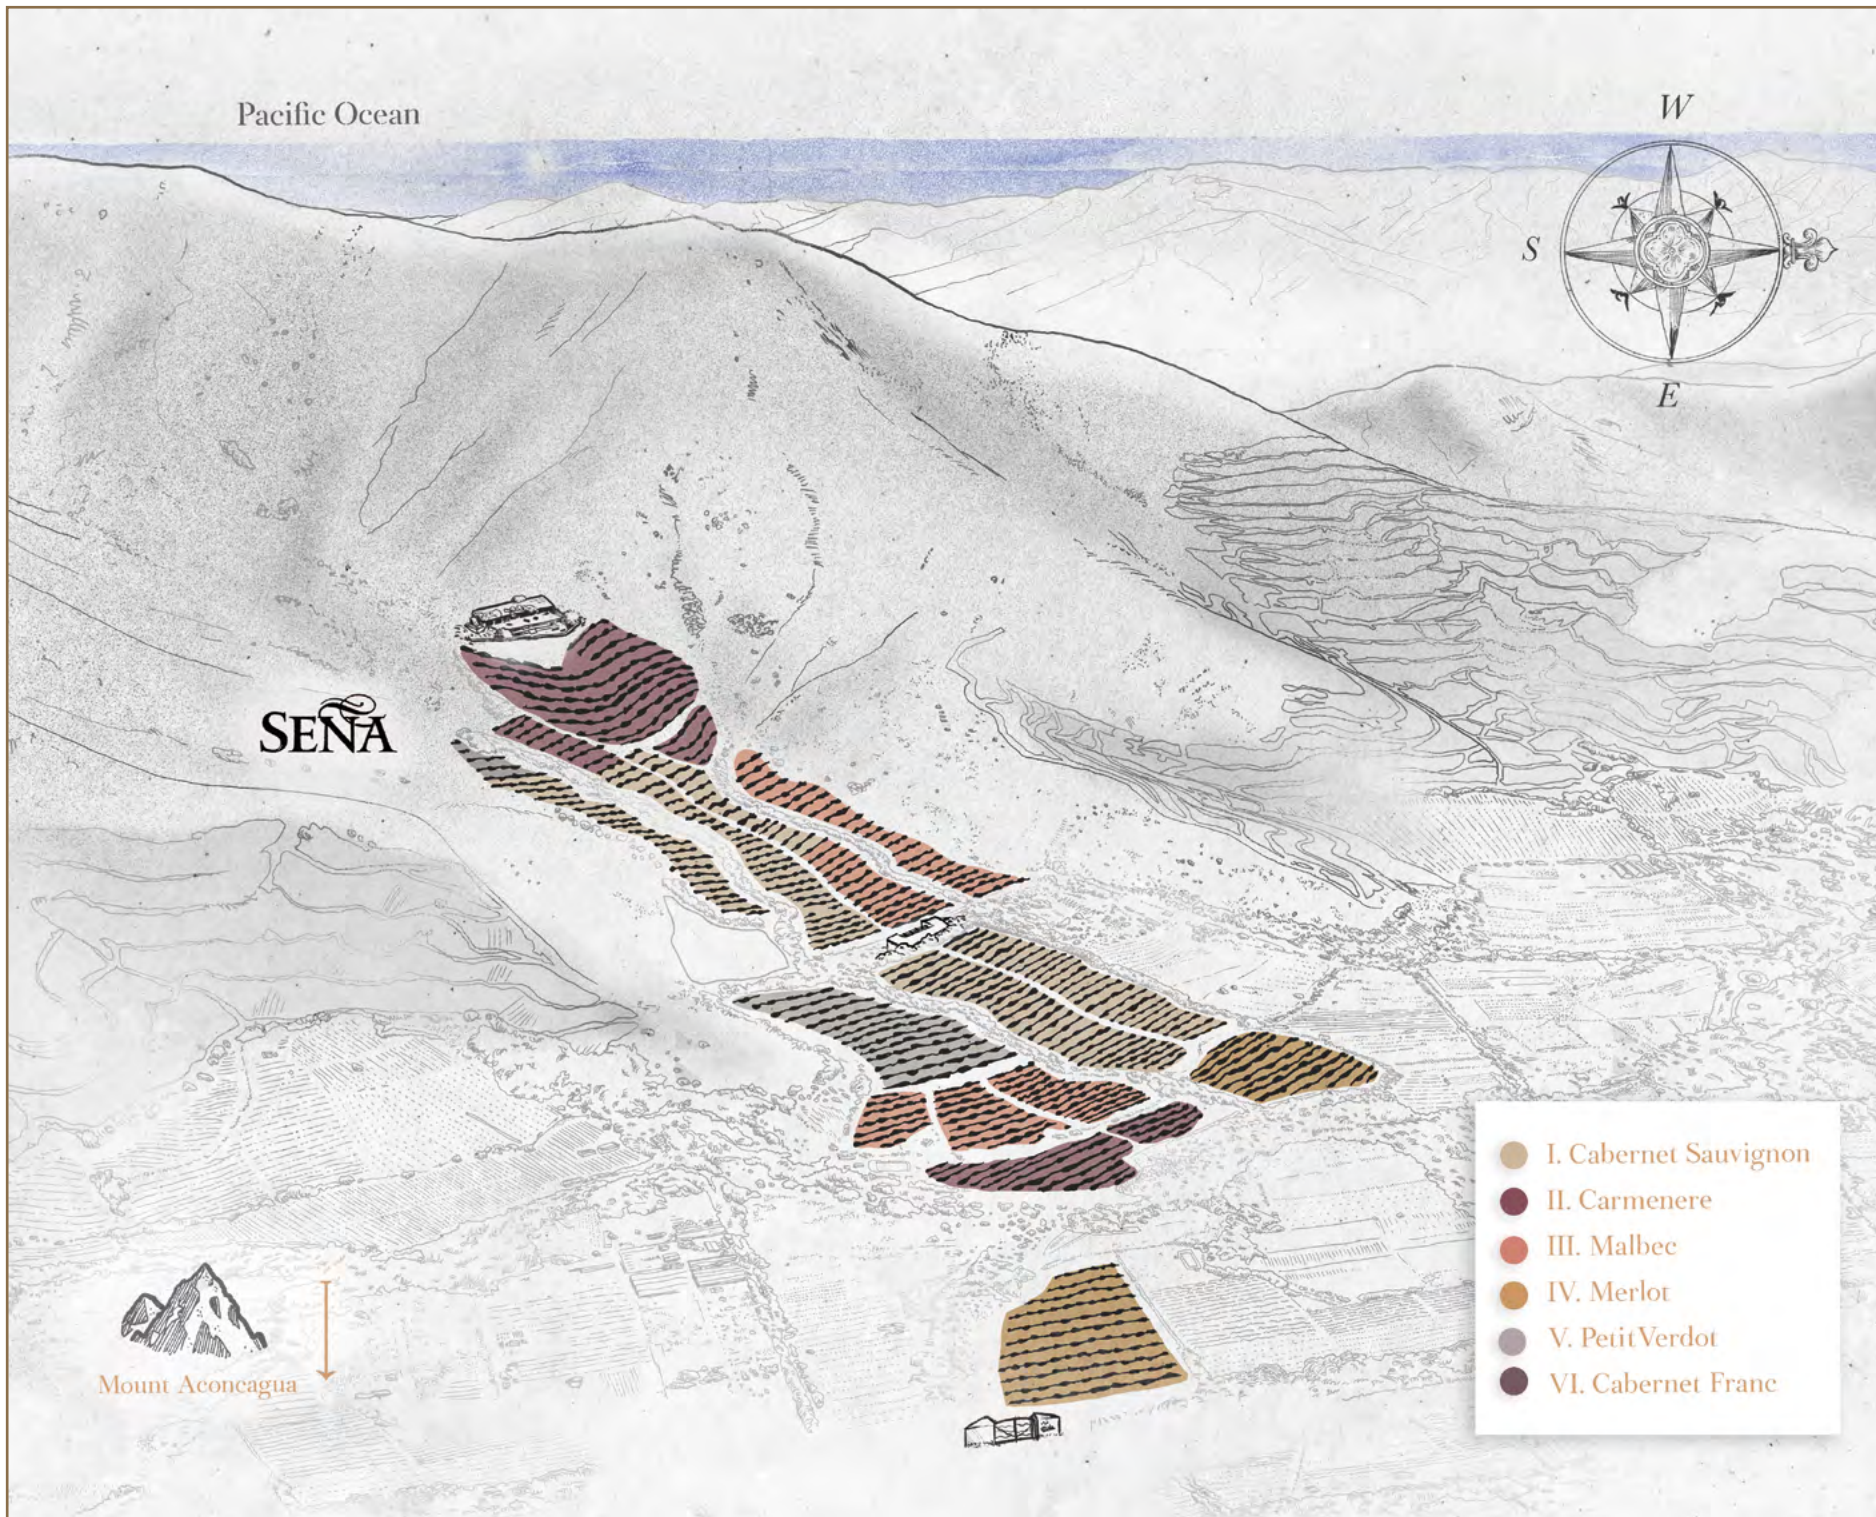 Pacific Ocean
W
S
E
SEÑA
I. Cabernet Sauvignon
II. Carmenere
III. Malbec
IV. Merlot
V. Petit Verdot
VI. Cabernet Franc
Mount Aconcagua